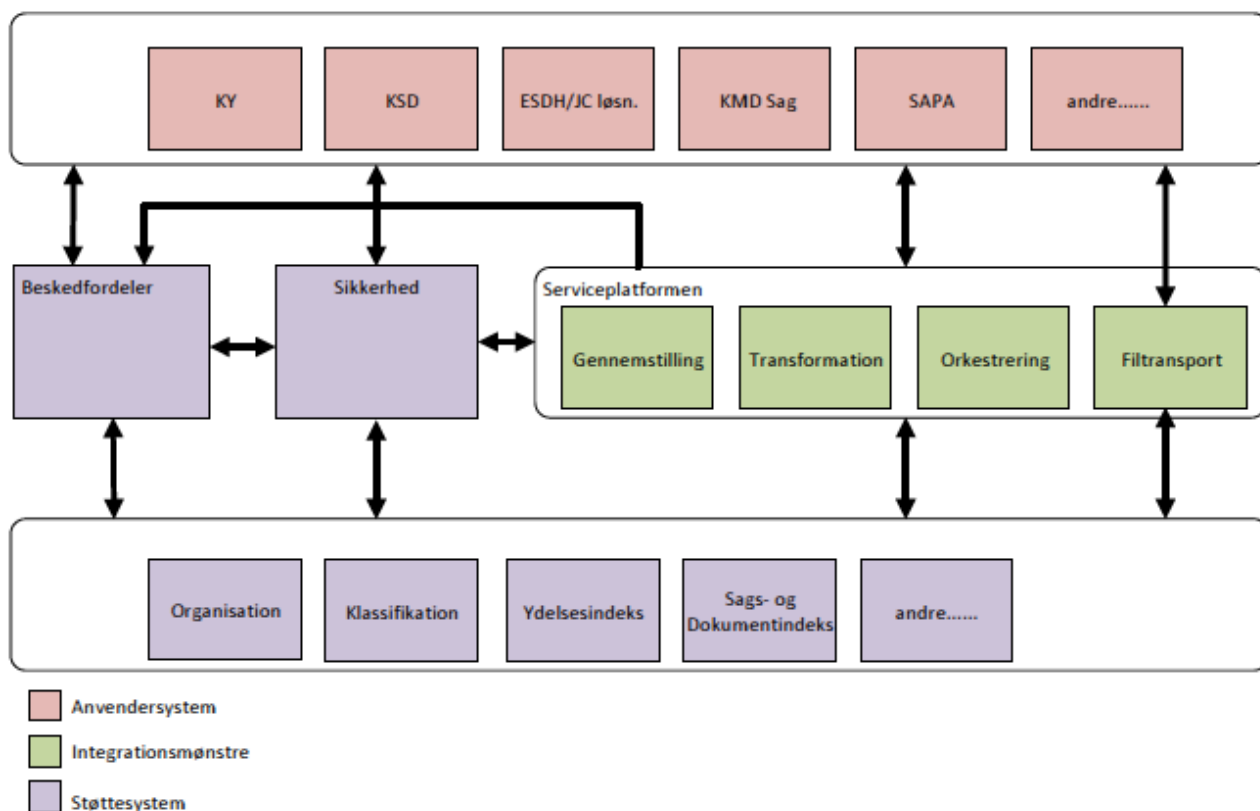 KY
KSD
ESDH/JC løsn.
KMD Sag
SAPA
andre......
Beskedfordeler
Sikkerhed
Serviceplatformen
Gennemstilling
Transformation
Orkestrering
Filtransport
Organisation
Klassifikation
Ydelsesindeks
Sags- og
Dokumentindeks
andre......
Anvendersystem
Integrationsmønstre
Støttesystem